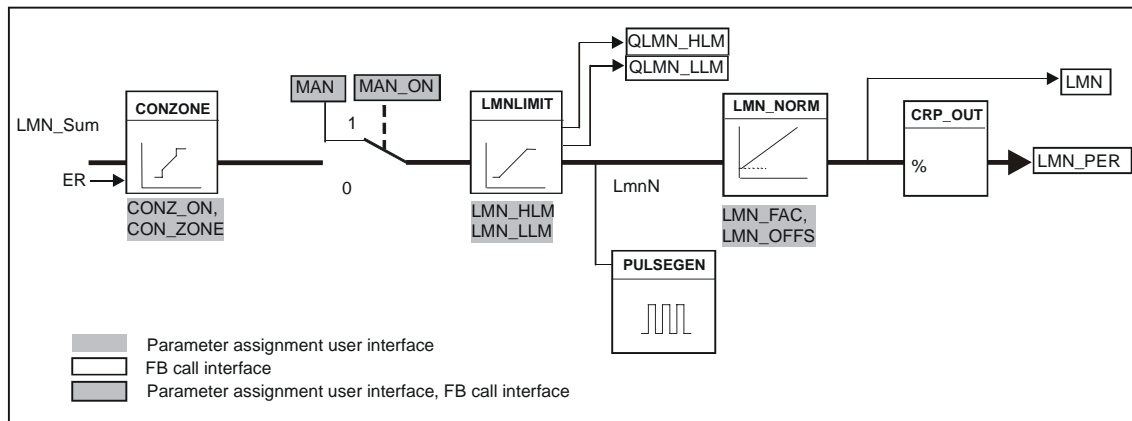 QLMN_HLM
QLMN_LLM
MAN
MAN_ON
LMN
CONZONE
LMNLIMIT
LMN_NORM
CRP_OUT
LMN_Sum
1
LMN_PER
%
ER
0
LmnN
CONZ_ON,
CON_ZONE
LMN_HLM
LMN_LLM
LMN_FAC,
LMN_OFFS
PULSEGEN
Parameter assignment user interface
FB call interface
Parameter assignment user interface, FB call interface